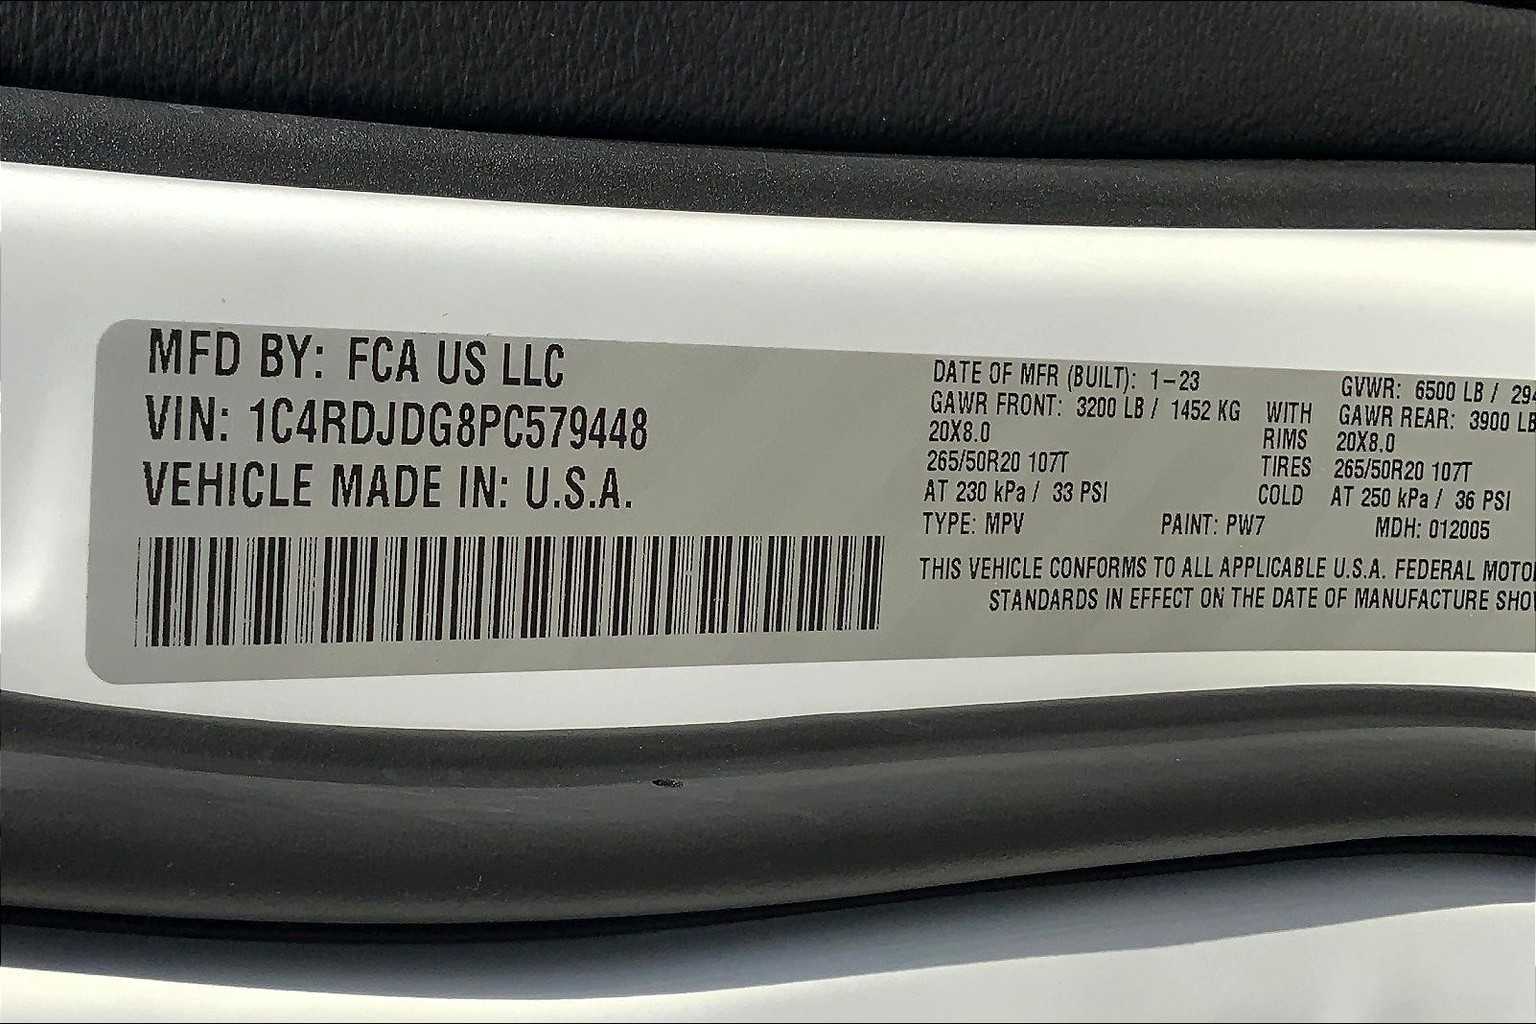 MFD BY: FCA US LLC
VIN: 1C4RDJDG8PC579448
VEHICLE MADE IN: U.S.A.
DATE OF MFR (BUILT): 1-23 GVWR: 6500 LB /
GAWR FRONT: 3200 LB / 1452 KG WITH GAWR REAR: 3900 LB
20X8.0 RIMS 20X8.0
265/50R20 107T TIRES 265/50R20 107T
AT 230 kPa / 33 PSI COLD AT 250 kPa / 36 PSI
TYPE: MPV PAINT: PW7 MDH: 012005
THIS VEHICLE CONFORMS TO ALL APPLICABLE U.S.A. FEDERAL
STANDARDS IN EFFECT ON THE DATE OF MANUFACTURE